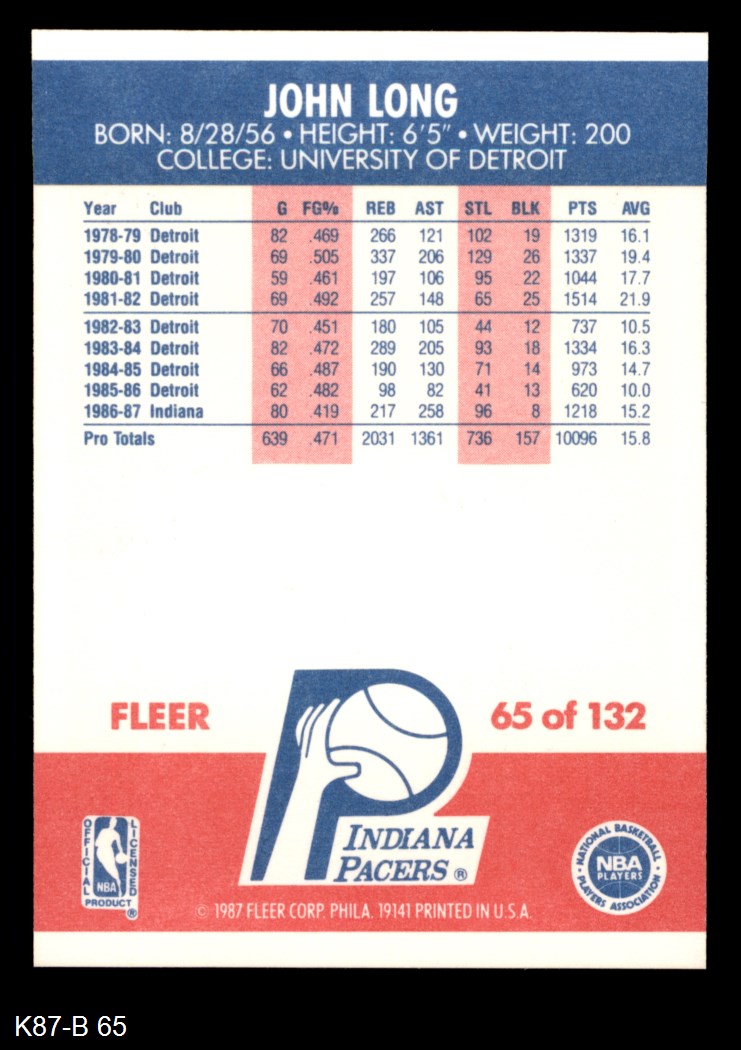 JOHN LONG
BORN: 8/28/56 • HEIGHT: 6'5" • WEIGHT: 200
COLLEGE: UNIVERSITY OF DETROIT
Year Club G FG% REB AST STL BLK PTS AVG
1978-79 Detroit 82 .469 266 121 102 19 1319 16.1
1979-80 Detroit 69 .505 337 206 129 26 1337 19.4
1980-81 Detroit 59 .461 197 106 95 22 1044 17.7
1981-82 Detroit 69 .492 257 148 65 25 1514 21.9
1982-83 Detroit 70 .451 180 105 44 12 737 10.5
1983-84 Detroit 82 .472 289 205 93 18 1334 16.3
1984-85 Detroit 66 .487 190 130 71 14 973 14.7
1985-86 Detroit 62 .482 98 82 41 13 620 10.0
1986-87 Indiana 80 .419 217 258 96 8 1218 15.2
Pro Totals 639 .471 2031 1361 736 157 10096 15.8
FLEER
65 of 132
INDIANA
PACERS ®
OFFICIAL LICENSED
NBA
PRODUCT ®
NATIONAL BASKETBALL
NBA
PLAYERS
PLAYERS ASSOCIATION
© 1987 FLEER CORP. PHILA. 19141 PRINTED IN U.S.A.
K87-B 65